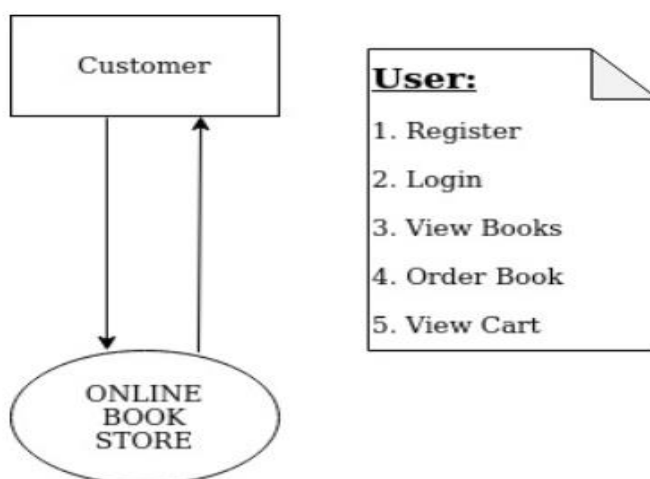 Customer
ONLINE
BOOK
STORE
User:
1. Register
2. Login
3. View Books
4. Order Book
5. View Cart